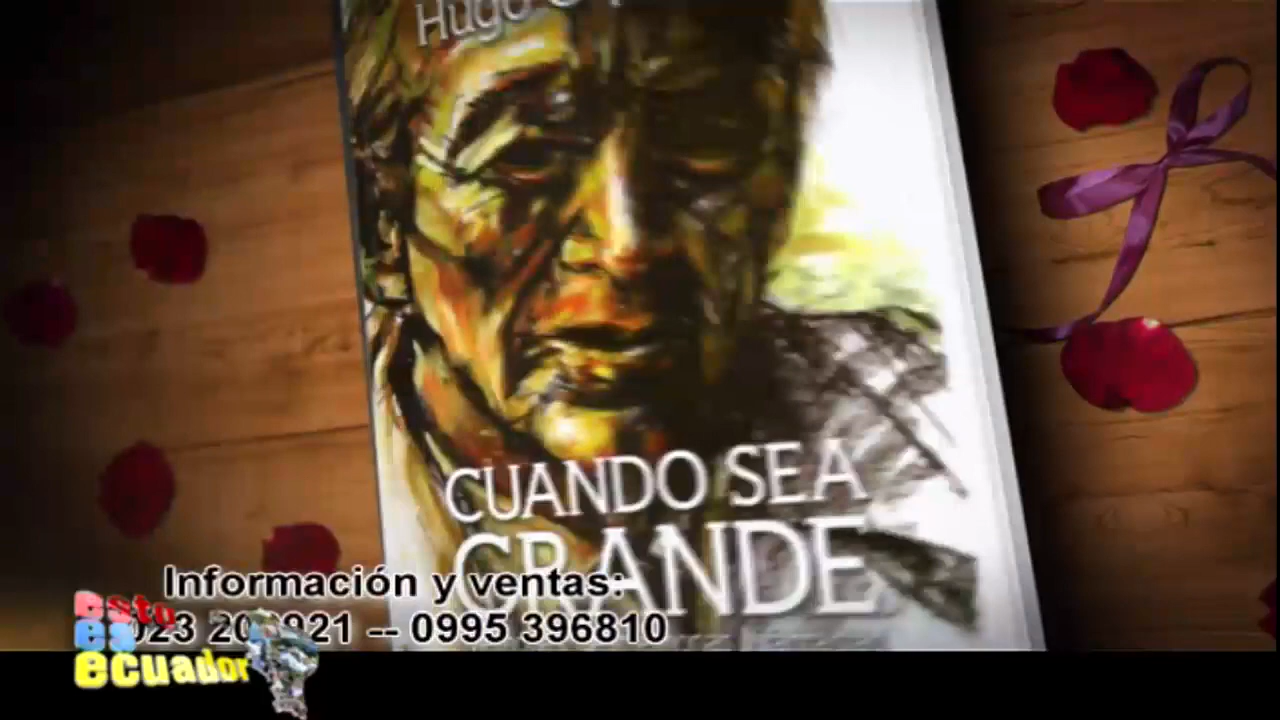 Hugo
CUANDO SEA
GRANDE
Información y ventas:
0995 396810
esto
es
ecuador